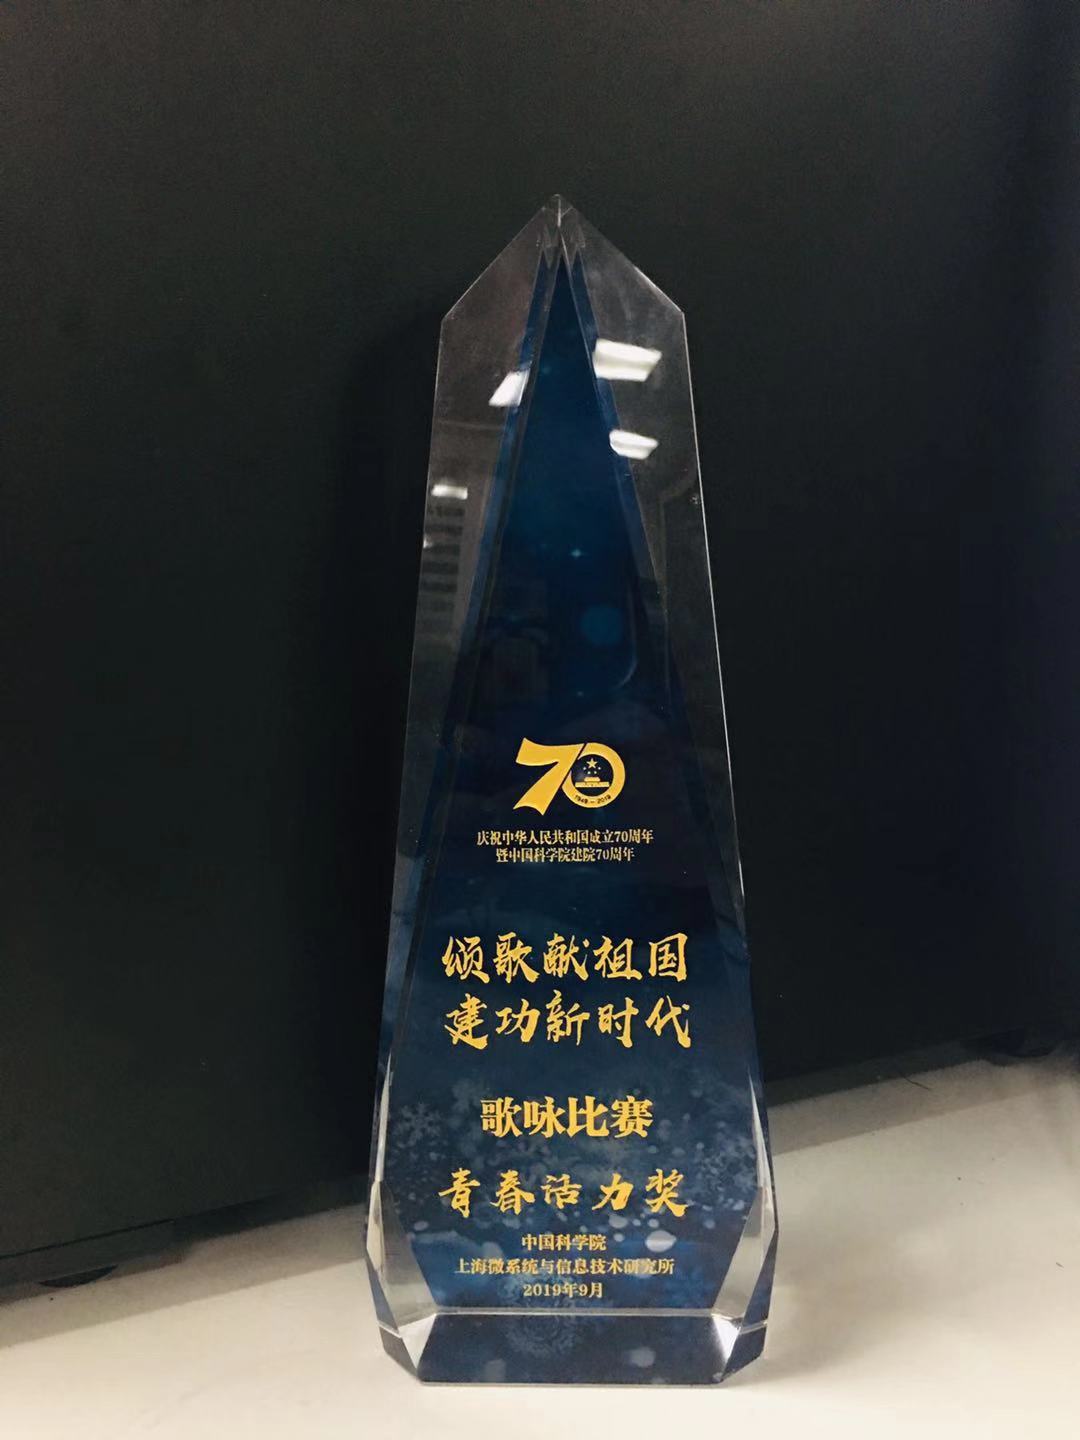 70
1949-2019
庆祝中华人民共和国成立70周年
暨中国科学院建院70周年
颂歌献祖国
建功新时代
歌咏比赛
青春活力奖
中国科学院
上海微系统与信息技术研究所
2019年9月